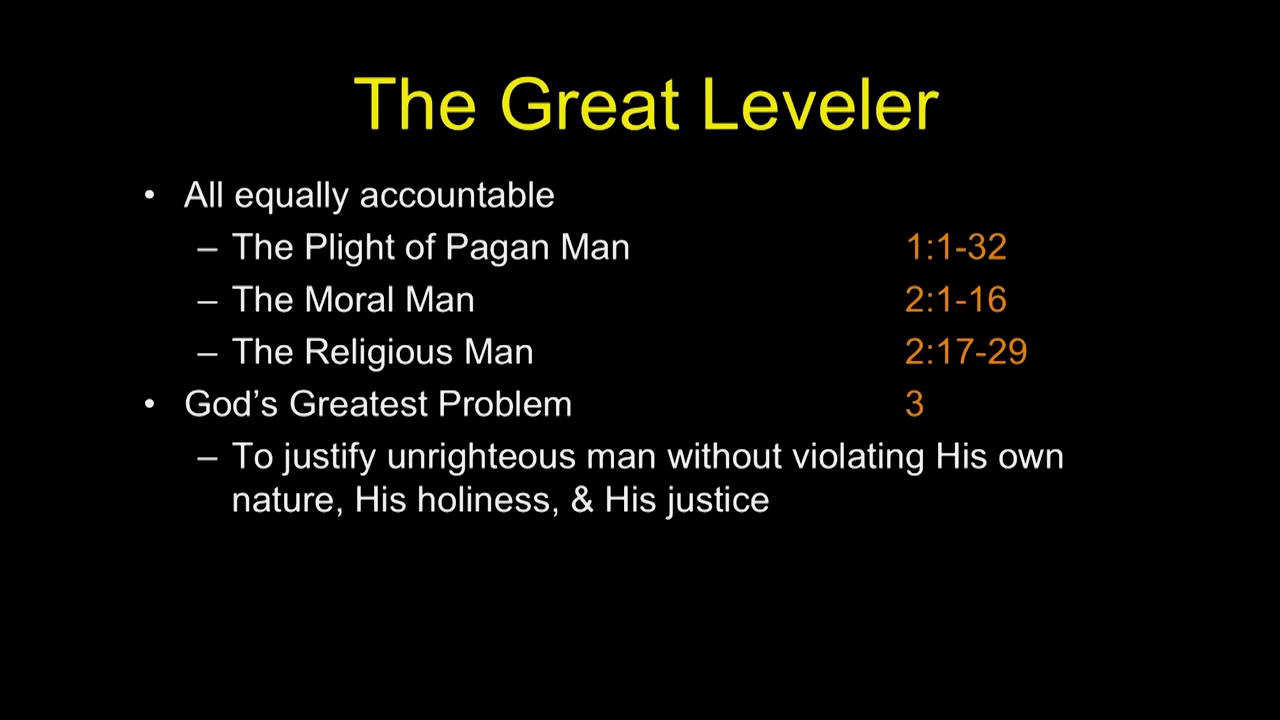 The Great Leveler
• All equally accountable
– The Plight of Pagan Man 1:1-32
– The Moral Man 2:1-16
– The Religious Man 2:17-29
• God’s Greatest Problem 3
– To justify unrighteous man without violating His own
nature, His holiness, & His justice